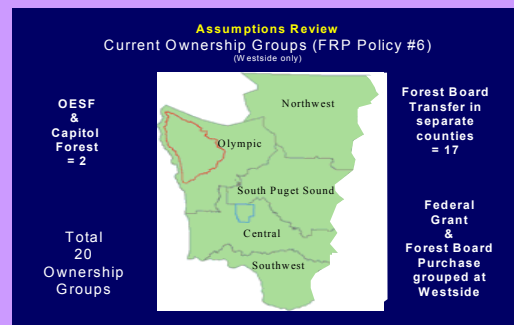 Assumptions Review
Current Ownership Groups (FRP Policy #6)
(Westside only)
OESF
&
Capitol
Forest
= 2
Total
20
Ownership
Groups
Northwest
Olympic
South Puget Sound
Central
Southwest
Forest Board
Transfer in
separate
counties
= 17
Federal
Grant
&
Forest Board
Purchase
grouped at
Westside